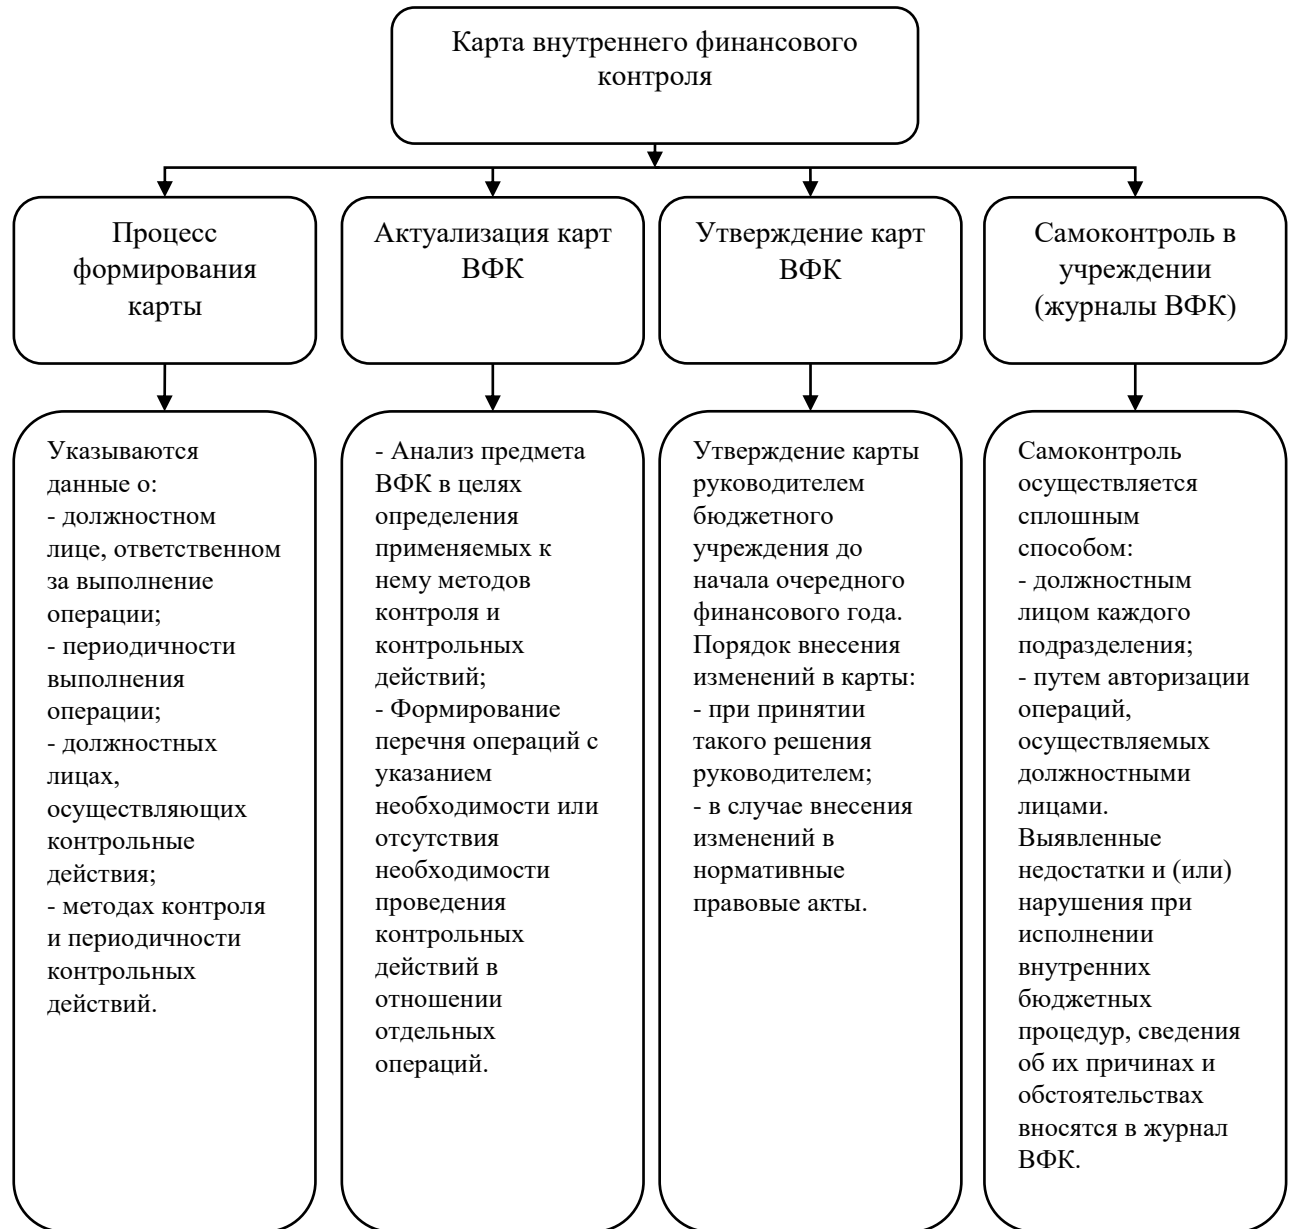 Карта внутреннего финансового
контроля
Процесс
формирования
карты
Актуализация карт
ВФК
Утверждение карт
ВФК
Самоконтроль в
учреждении
(журналы ВФК)
Указываются
данные о:
- должностном
лице, ответственном
за выполнение
операции;
- периодичности
выполнения
операции;
- должностных
лицах,
осуществляющих
контрольные
действия;
- методах контроля
и периодичности
контрольных
действий.
- Анализ предмета
ВФК в целях
определения
применяемых к
нему методов
контроля и
контрольных
действий;
- Формирование
перечня операций с
указанием
необходимости или
отсутствия
необходимости
проведения
контрольных
действий в
отношении
отдельных
операций.
Утверждение карты
руководителем
бюджетного
учреждения до
начала очередного
финансового года.
Порядок внесения
изменений в карты:
- при принятии
такого решения
руководителем;
- в случае внесения
изменений в
нормативные
правовые акты.
Самоконтроль
осуществляется
сплошным
способом:
- должностным
лицом каждого
подразделения;
- путем авторизации
операций,
осуществляемых
должностными
лицами.
Выявленные
недостатки и (или)
нарушения при
исполнении
внутренних
бюджетных
процедур, сведения
об их причинах и
обстоятельствах
вносятся в журнал
ВФК.